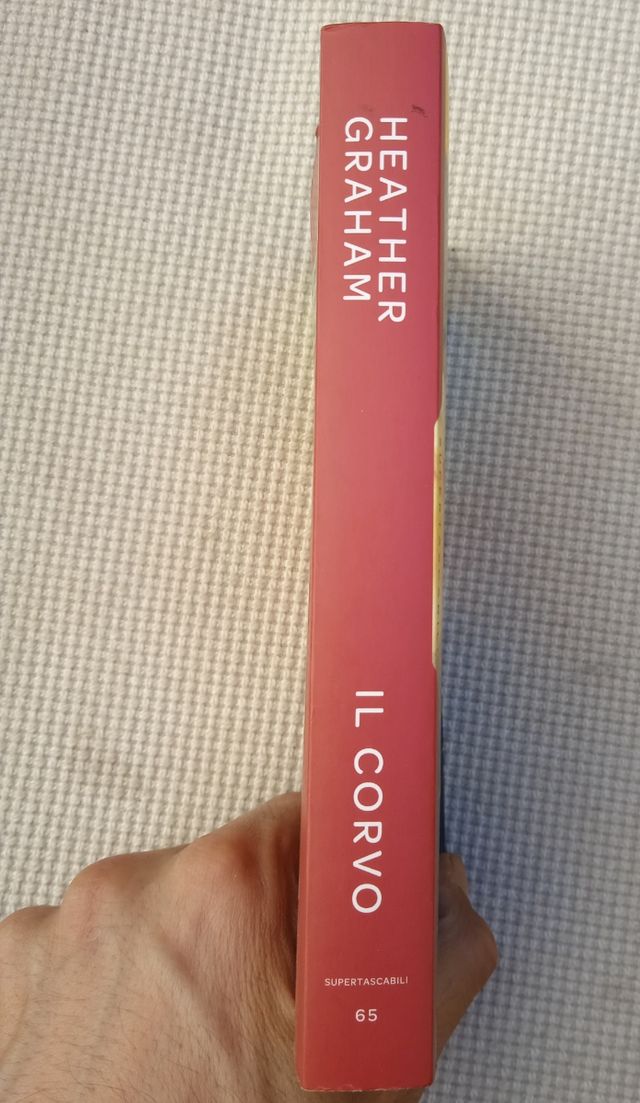 HEATHER
GRAHAM
IL CORVO
SUPERTASCABILI
65